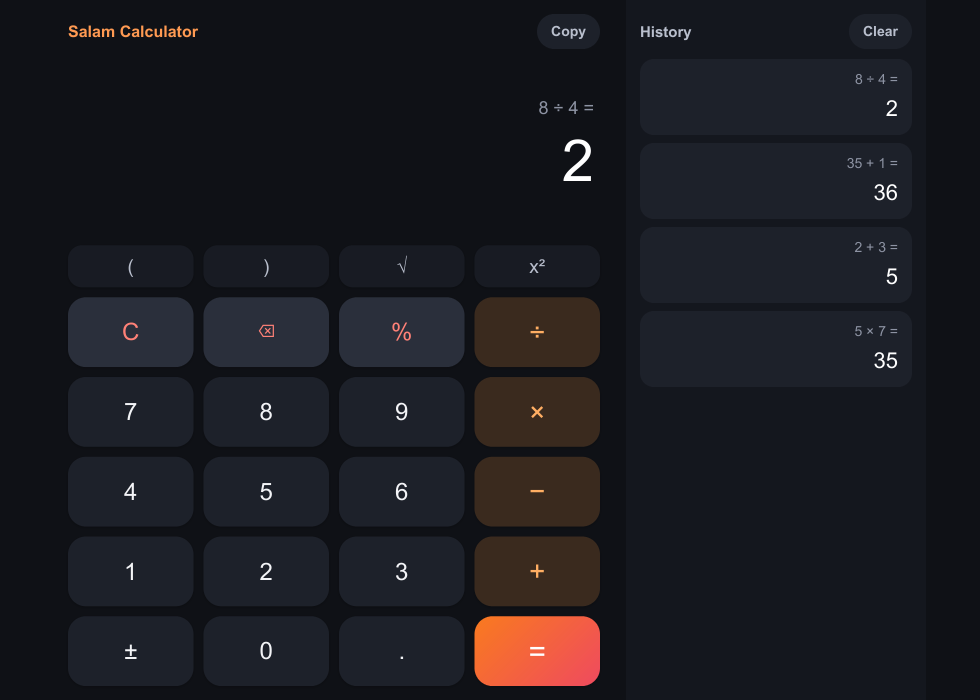 Salam Calculator
Copy
8 ÷ 4 =
2
( ) √ x²
C ⌫ % ÷
7 8 9 ×
4 5 6 −
1 2 3 +
± 0 . =
History
Clear
8 ÷ 4 =
2
35 + 1 =
36
2 + 3 =
5
5 × 7 =
35